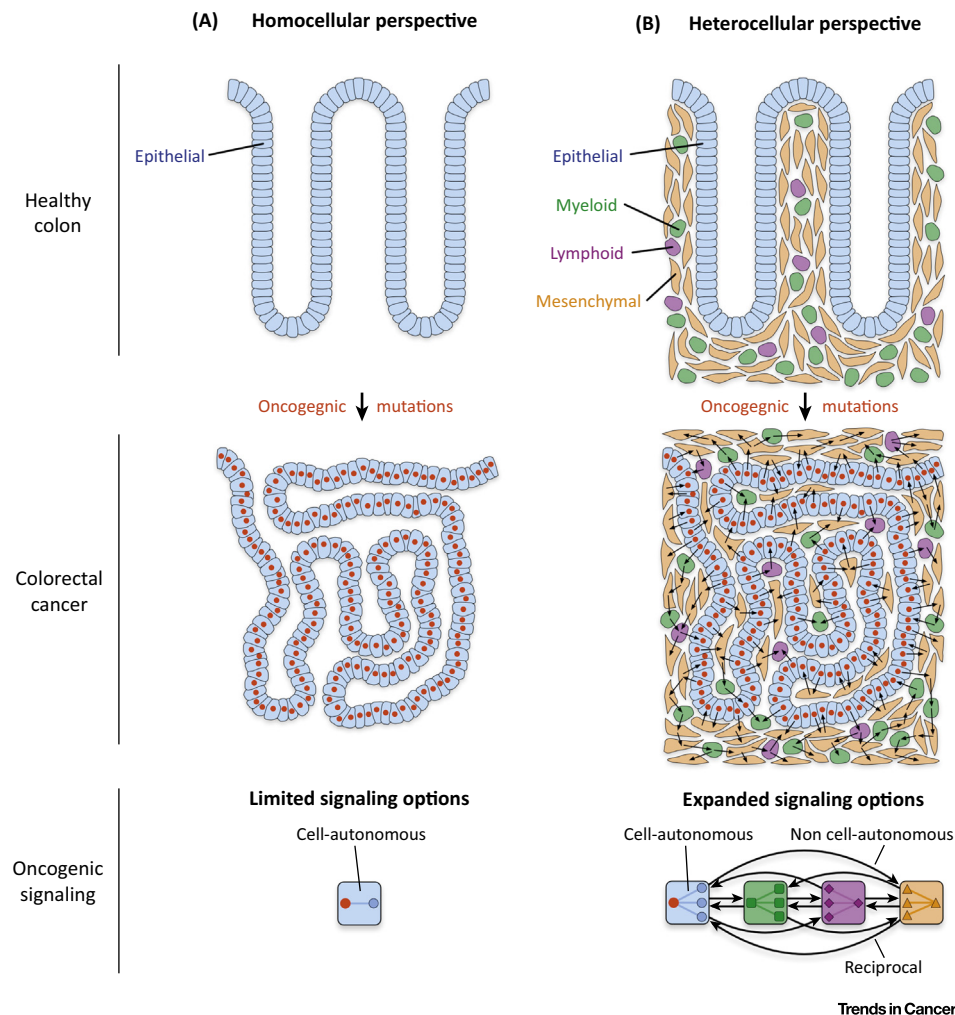 (A) Homocellular perspective
(B) Heterocellular perspective
Healthy
colon
Epithelial
Epithelial
Myeloid
Lymphoid
Mesenchymal
Oncogegnic mutations
Oncogegnic mutations
Colorectal
cancer
Oncogenic
signaling
Limited signaling options
Cell-autonomous
Expanded signaling options
Cell-autonomous
Non cell-autonomous
Reciprocal
Trends in Cancer